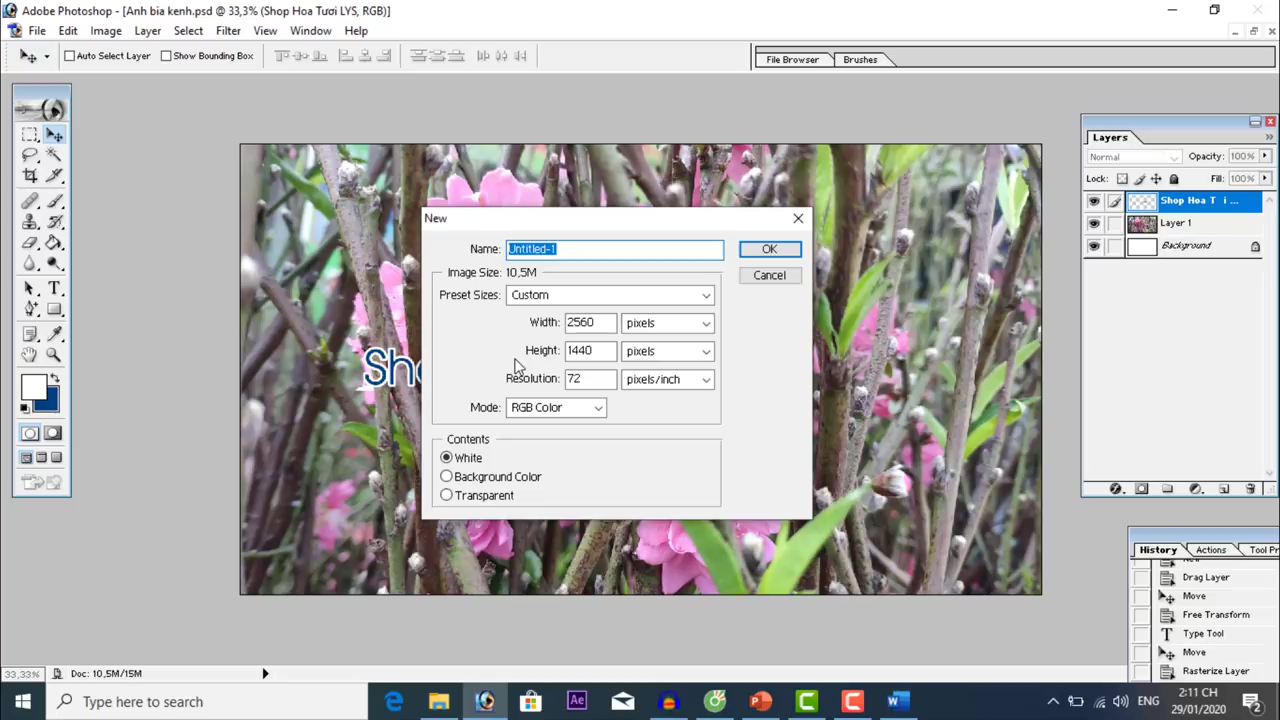 Adobe Photoshop - [Anh bia kenh.psd @ 33,3% (Shop Hoa Tươi LYS, RGB)]
File Edit Image Layer Select Filter View Window Help
Auto Select Layer Show Bounding Box
File Browser Brushes
Layers
Normal Opacity: 100%
Lock: Fill: 100%
Shop Hoa T i ...
Layer 1
Background
Sho
New
Name: Untitled-1 OK
Image Size: 10,5M Cancel
Preset Sizes: Custom
Width: 2560 pixels
Height: 1440 pixels
Resolution: 72 pixels/inch
Mode: RGB Color
Contents
White
Background Color
Transparent
History Actions Tool Pr
Drag Layer
Move
Free Transform
Type Tool
Move
Rasterize Layer
33,33% Doc: 10,5M/15M
Type here to search
ENG
2:11 CH
29/01/2020
2